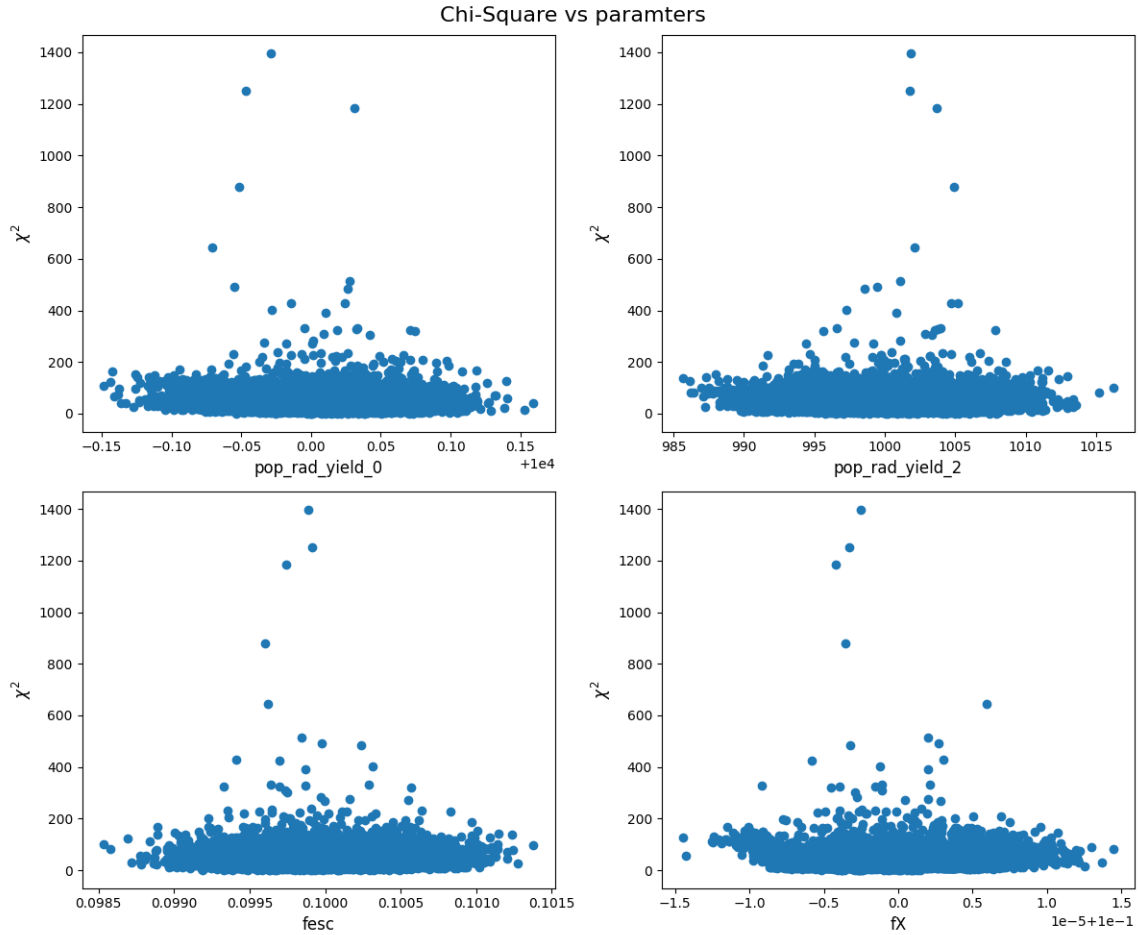 Chi-Square vs paramters
1400
1200
1000
800
600
400
200
0
χ²
−0.15 −0.10 −0.05 0.00 0.05 0.10 0.15
+1e4
pop_rad_yield_0
1400
1200
1000
800
600
400
200
0
χ²
985 990 995 1000 1005 1010 1015
pop_rad_yield_2
1400
1200
1000
800
600
400
200
0
χ²
0.0985 0.0990 0.0995 0.1000 0.1005 0.1010 0.1015
fesc
1400
1200
1000
800
600
400
200
0
χ²
−1.5 −1.0 −0.5 0.0 0.5 1.0 1.5
1e−5+1e−1
fX